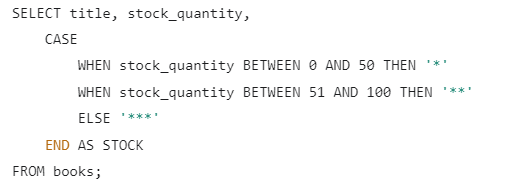 SELECT title, stock_quantity,
    CASE
        WHEN stock_quantity BETWEEN 0 AND 50 THEN '*'
        WHEN stock_quantity BETWEEN 51 AND 100 THEN '**'
        ELSE '***'
    END AS STOCK
FROM books;